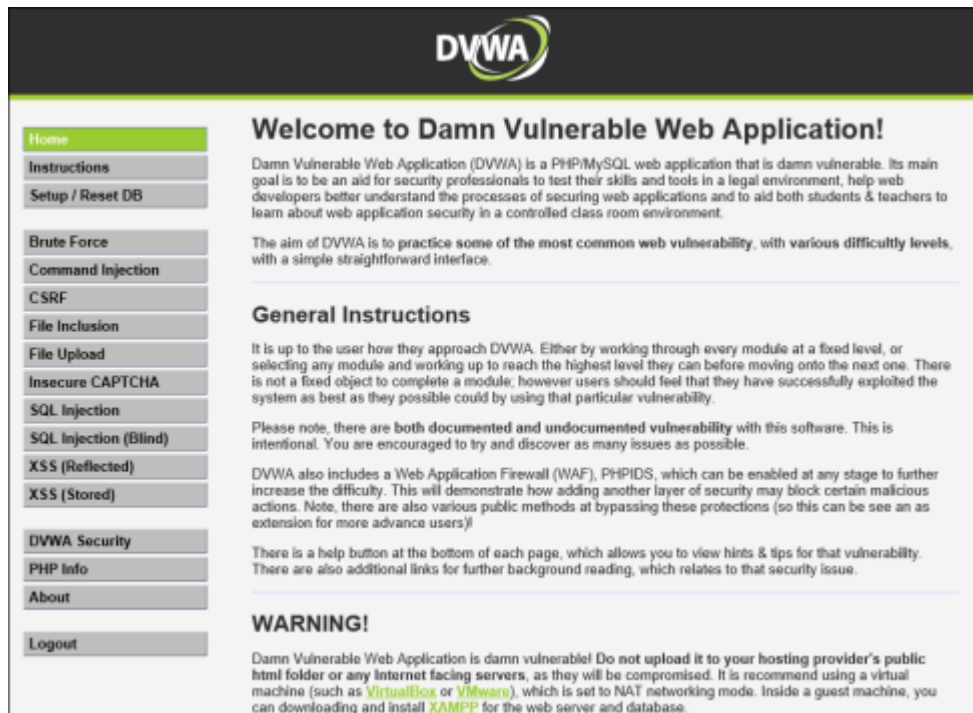 DVWA
Home
Instructions
Setup / Reset DB
Brute Force
Command Injection
CSRF
File Inclusion
File Upload
Insecure CAPTCHA
SQL Injection
SQL Injection (Blind)
XSS (Reflected)
XSS (Stored)
DVWA Security
PHP Info
About
Logout
Welcome to Damn Vulnerable Web Application!
Damn Vulnerable Web Application (DVWA) is a PHP/MySQL web application that is damn vulnerable. Its main
goal is to be an aid for security professionals to test their skills and tools in a legal environment, help web
developers better understand the processes of securing web applications and to aid both students & teachers to
learn about web application security in a controlled class room environment.
The aim of DVWA is to practice some of the most common web vulnerability, with various difficultly levels,
with a simple straightforward interface.
General Instructions
It is up to the user how they approach DVWA. Either by working through every module at a fixed level, or
selecting any module and working up to reach the highest level they can before moving onto the next one. There
is not a fixed object to complete a module; however users should feel that they have successfully exploited the
system as best as they possible could by using that particular vulnerability.
Please note, there are both documented and undocumented vulnerability with this software. This is
intentional. You are encouraged to try and discover as many issues as possible.
DVWA also includes a Web Application Firewall (WAF), PHPIDS, which can be enabled at any stage to further
increase the difficulty. This will demonstrate how adding another layer of security may block certain malicious
actions. Note, there are also various public methods at bypassing these protections (so this can be see an as
extension for more advance users)!
There is a help button at the bottom of each page, which allows you to view hints & tips for that vulnerability.
There are also additional links for further background reading, which relates to that security issue.
WARNING!
Damn Vulnerable Web Application is damn vulnerable! Do not upload it to your hosting provider's public
html folder or any Internet facing servers, as they will be compromised. It is recommend using a virtual
machine (such as VirtualBox or VMware), which is set to NAT networking mode. Inside a guest machine, you
can downloading and install XAMPP for the web server and database.